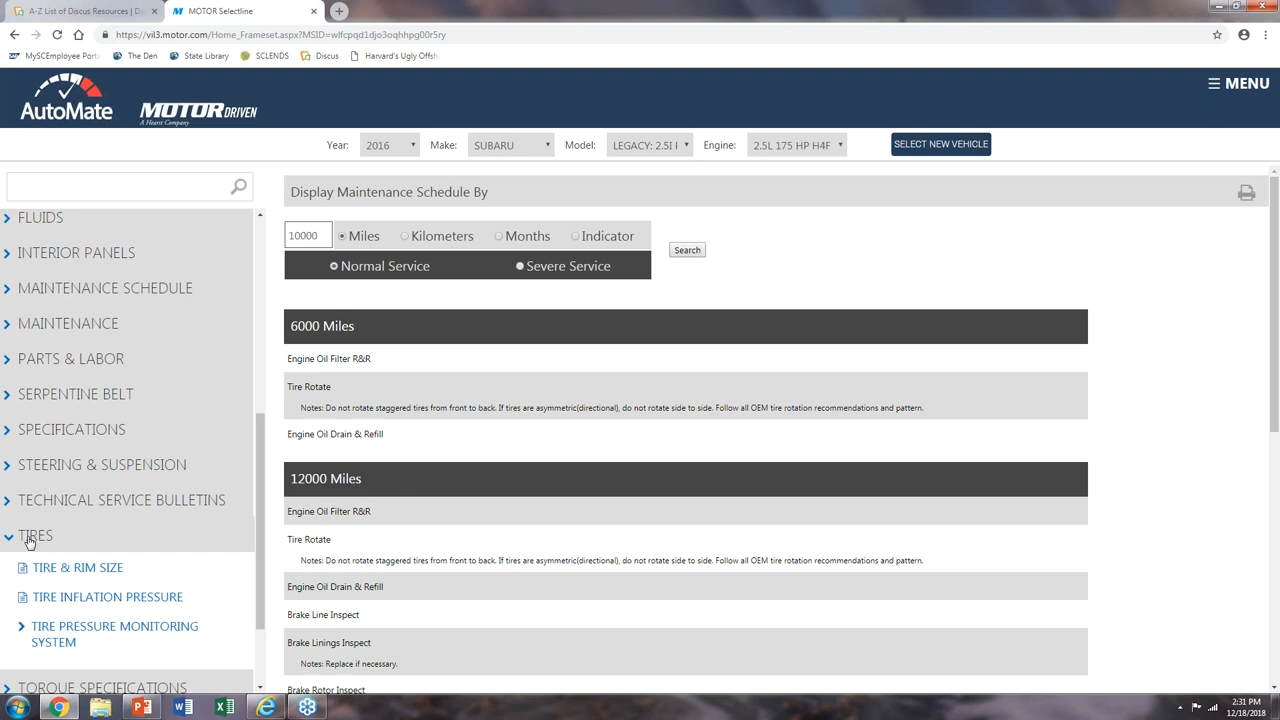 A-Z List of Discus Resources | Di
MOTOR Selectline
https://vil3.motor.com/Home_Frameset.aspx?MSID=wlfcpqd1djo3oqhhpg00r5ry
MySCEmployee Porta
The Den
State Library
SCLENDS
Discus
Harvard's Ugly Offsh
AutoMate
MOTOR DRIVEN
A Hearst Company
MENU
Year: 2016 Make: SUBARU Model: LEGACY: 2.5I Engine: 2.5L 175 HP H4F SELECT NEW VEHICLE
FLUIDS
INTERIOR PANELS
MAINTENANCE SCHEDULE
MAINTENANCE
PARTS & LABOR
SERPENTINE BELT
SPECIFICATIONS
STEERING & SUSPENSION
TECHNICAL SERVICE BULLETINS
TIRES
TIRE & RIM SIZE
TIRE INFLATION PRESSURE
TIRE PRESSURE MONITORING
SYSTEM
TORQUE SPECIFICATIONS
Display Maintenance Schedule By
10000 Miles Kilometers Months Indicator
Search
Normal Service Severe Service
6000 Miles
Engine Oil Filter R&R
Tire Rotate
Notes: Do not rotate staggered tires from front to back. If tires are asymmetric(directional), do not rotate side to side. Follow all OEM tire rotation recommendations and pattern.
Engine Oil Drain & Refill
12000 Miles
Engine Oil Filter R&R
Tire Rotate
Notes: Do not rotate staggered tires from front to back. If tires are asymmetric(directional), do not rotate side to side. Follow all OEM tire rotation recommendations and pattern.
Engine Oil Drain & Refill
Brake Line Inspect
Brake Linings Inspect
Notes: Replace if necessary.
Brake Rotor Inspect
2:31 PM
12/18/2018